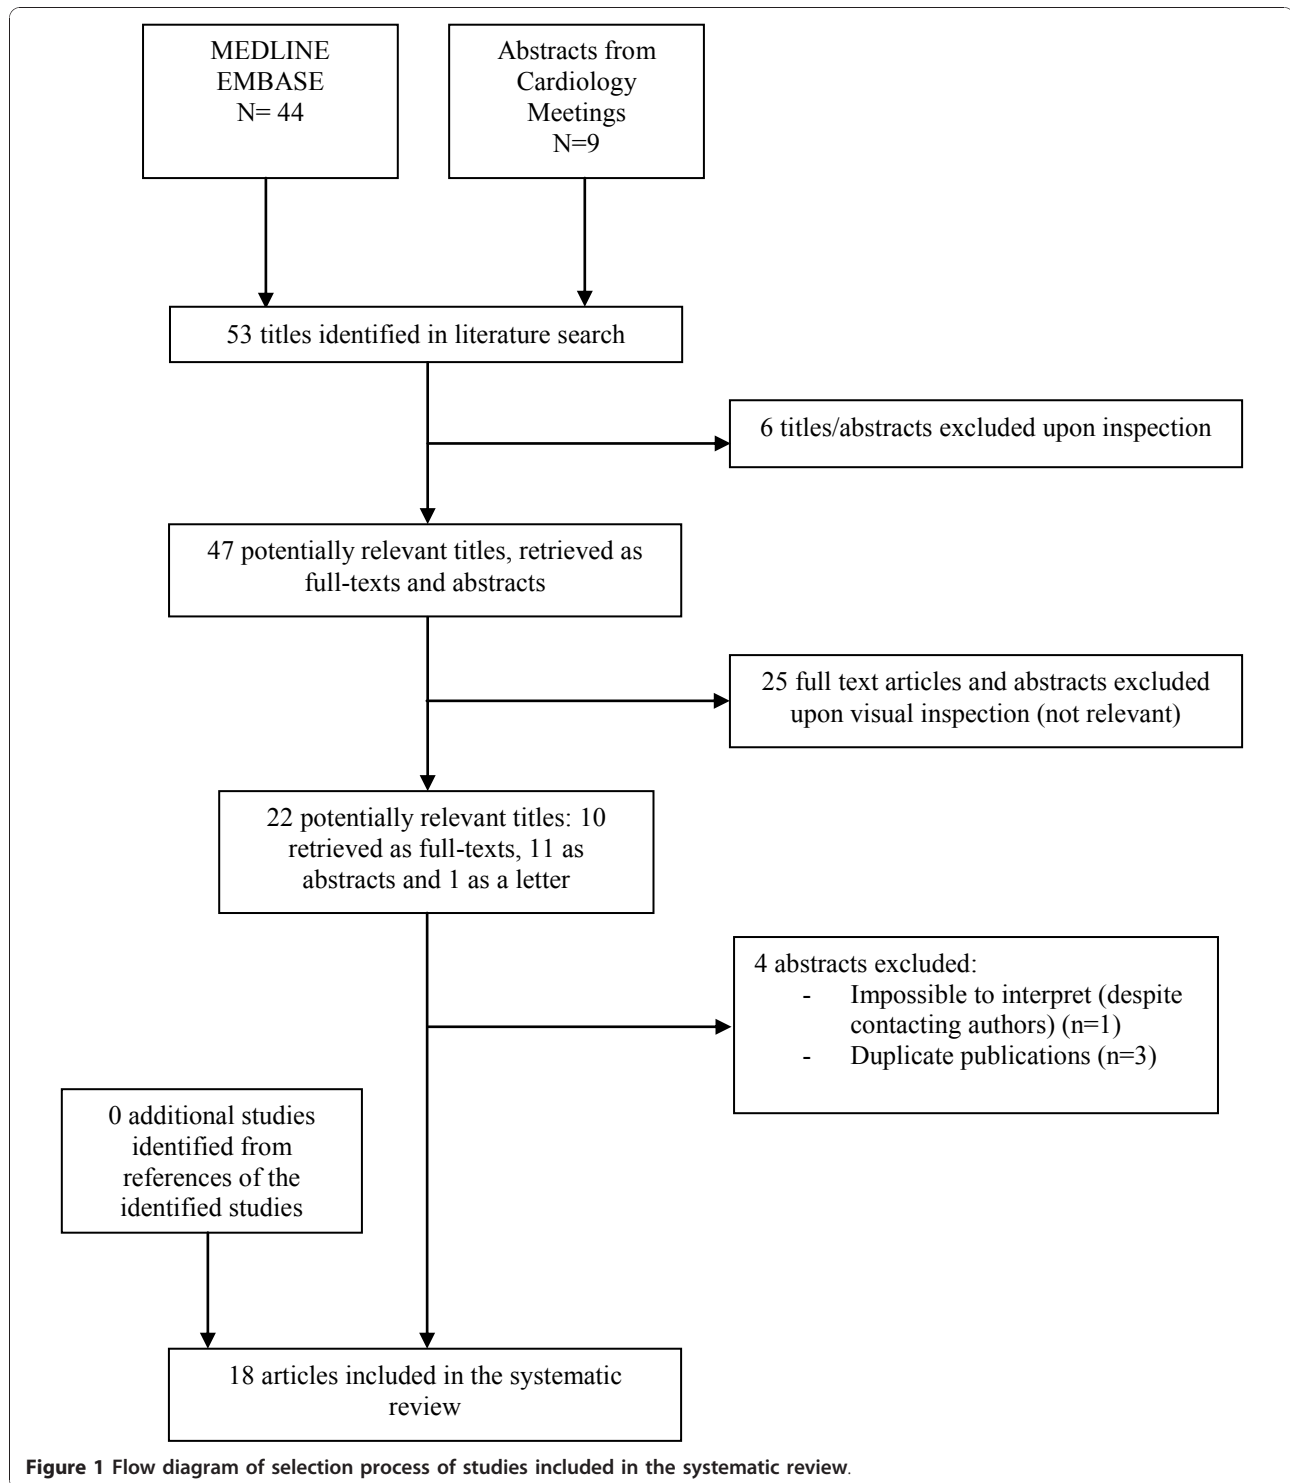 MEDLINE
EMBASE
N= 44
Abstracts from
Cardiology
Meetings
N=9
53 titles identified in literature search
6 titles/abstracts excluded upon inspection
47 potentially relevant titles, retrieved as
full-texts and abstracts
25 full text articles and abstracts excluded
upon visual inspection (not relevant)
22 potentially relevant titles: 10
retrieved as full-texts, 11 as
abstracts and 1 as a letter
4 abstracts excluded:
- Impossible to interpret (despite
contacting authors) (n=1)
- Duplicate publications (n=3)
0 additional studies
identified from
references of the
identified studies
18 articles included in the systematic
review
Figure 1 Flow diagram of selection process of studies included in the systematic review.